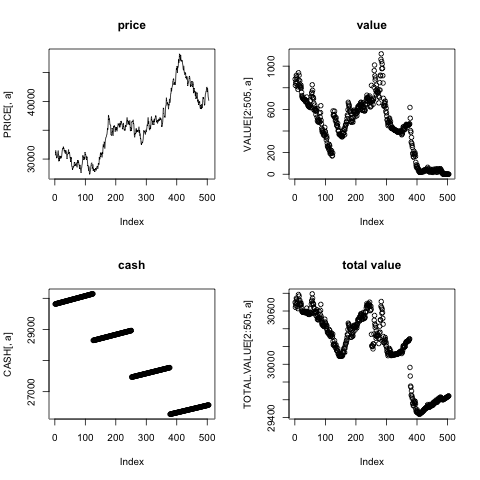 price
PRICE[, a]
30000
40000
0
100
200
300
400
500
Index
value
VALUE[2:505, a]
0
200
600
1000
0
100
200
300
400
500
Index
cash
CASH[, a]
27000
29000
0
100
200
300
400
500
Index
total value
TOTAL.VALUE[2:505, a]
29400
30000
30600
0
100
200
300
400
500
Index